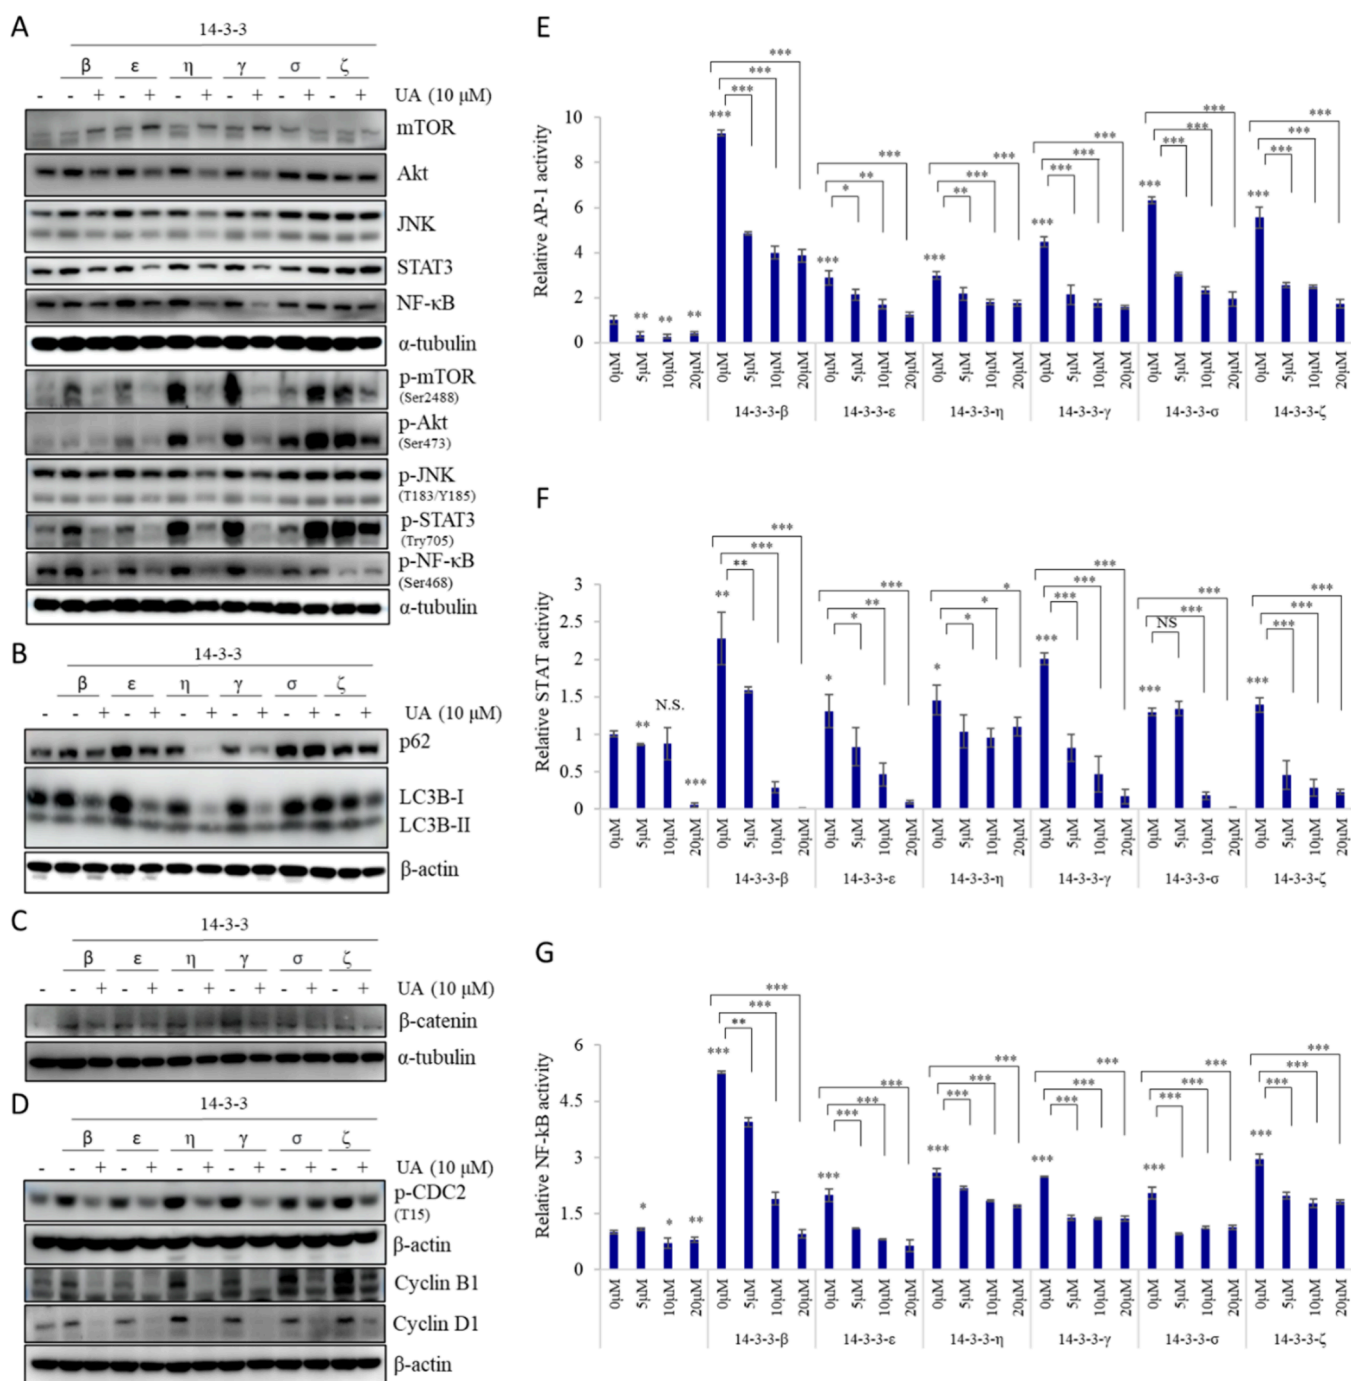 A
14-3-3
β ε η γ σ ζ
- - + - + - + - + - + - + UA (10 μM)
mTOR
Akt
JNK
STAT3
NF-κB
α-tubulin
p-mTOR
(Ser2488)
p-Akt
(Ser473)
p-JNK
(T183/Y185)
p-STAT3
(Try705)
p-NF-κB
(Ser468)
α-tubulin
B
14-3-3
β ε η γ σ ζ
- - + - + - + - + - + - + UA (10 μM)
p62
LC3B-I
LC3B-II
β-actin
C
14-3-3
β ε η γ σ ζ
- - + - + - + - + - + - + UA (10 μM)
β-catenin
α-tubulin
D
14-3-3
β ε η γ σ ζ
- - + - + - + - + - + - + UA (10 μM)
p-CDC2
(T15)
β-actin
Cyclin B1
Cyclin D1
β-actin
E
Relative AP-1 activity
10
8
6
4
2
0
** ** **
*** *** *** ***
*** * ** ***
*** ** *** ***
*** *** *** ***
*** *** *** ***
*** *** *** ***
0μM 5μM 10μM 20μM 0μM 5μM 10μM 20μM 0μM 5μM 10μM 20μM 0μM 5μM 10μM 20μM 0μM 5μM 10μM 20μM 0μM 5μM 10μM 20μM 0μM 5μM 10μM 20μM
14-3-3-β 14-3-3-ε 14-3-3-η 14-3-3-γ 14-3-3-σ 14-3-3-ζ
F
Relative STAT activity
3
2.5
2
1.5
1
0.5
0
** N.S. ***
** ** *** ***
* * ** ***
* * * *
*** *** *** ***
*** NS *** ***
*** *** *** ***
0μM 5μM 10μM 20μM 0μM 5μM 10μM 20μM 0μM 5μM 10μM 20μM 0μM 5μM 10μM 20μM 0μM 5μM 10μM 20μM 0μM 5μM 10μM 20μM 0μM 5μM 10μM 20μM
14-3-3-β 14-3-3-ε 14-3-3-η 14-3-3-γ 14-3-3-σ 14-3-3-ζ
G
Relative NF-kB activity
6
4.5
3
1.5
0
* * **
*** ** *** ***
*** *** *** ***
*** *** *** ***
*** *** *** ***
*** *** *** ***
*** *** *** ***
0μM 5μM 10μM 20μM 0μM 5μM 10μM 20μM 0μM 5μM 10μM 20μM 0μM 5μM 10μM 20μM 0μM 5μM 10μM 20μM 0μM 5μM 10μM 20μM 0μM 5μM 10μM 20μM
14-3-3-β 14-3-3-ε 14-3-3-η 14-3-3-γ 14-3-3-σ 14-3-3-ζ